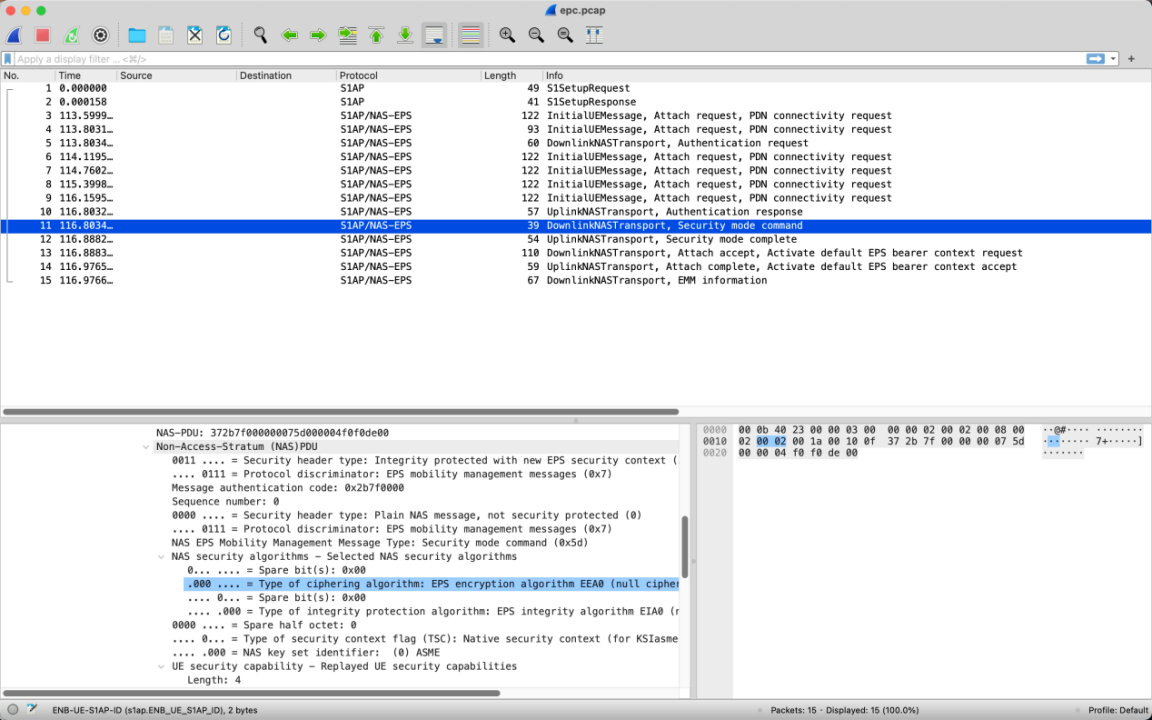 epc.pcap
Apply a display filter ... <⌘/>
No. Time Source Destination Protocol Length Info
1 0.000000 S1AP 49 S1SetupRequest
2 0.000158 S1AP 41 S1SetupResponse
3 113.5999… S1AP/NAS-EPS 122 InitialUEMessage, Attach request, PDN connectivity request
4 113.8031… S1AP/NAS-EPS 93 InitialUEMessage, Attach request, PDN connectivity request
5 113.8034… S1AP/NAS-EPS 60 DownlinkNASTransport, Authentication request
6 114.1195… S1AP/NAS-EPS 122 InitialUEMessage, Attach request, PDN connectivity request
7 114.7602… S1AP/NAS-EPS 122 InitialUEMessage, Attach request, PDN connectivity request
8 115.3998… S1AP/NAS-EPS 122 InitialUEMessage, Attach request, PDN connectivity request
9 116.1595… S1AP/NAS-EPS 122 InitialUEMessage, Attach request, PDN connectivity request
10 116.8032… S1AP/NAS-EPS 57 UplinkNASTransport, Authentication response
11 116.8034… S1AP/NAS-EPS 39 DownlinkNASTransport, Security mode command
12 116.8882… S1AP/NAS-EPS 54 UplinkNASTransport, Security mode complete
13 116.8883… S1AP/NAS-EPS 110 DownlinkNASTransport, Attach accept, Activate default EPS bearer context request
14 116.9765… S1AP/NAS-EPS 59 UplinkNASTransport, Attach complete, Activate default EPS bearer context accept
15 116.9766… S1AP/NAS-EPS 67 DownlinkNASTransport, EMM information
NAS-PDU: 372b7f000000075d000004f0f0de00
Non-Access-Stratum (NAS)PDU
0011 .... = Security header type: Integrity protected with new EPS security context (
.... 0111 = Protocol discriminator: EPS mobility management messages (0x7)
Message authentication code: 0x2b7f0000
Sequence number: 0
0000 .... = Security header type: Plain NAS message, not security protected (0)
.... 0111 = Protocol discriminator: EPS mobility management messages (0x7)
NAS EPS Mobility Management Message Type: Security mode command (0x5d)
NAS security algorithms – Selected NAS security algorithms
0... .... = Spare bit(s): 0x00
.000 .... = Type of ciphering algorithm: EPS encryption algorithm EEA0 (null cipher
.... 0... = Spare bit(s): 0x00
.... .000 = Type of integrity protection algorithm: EPS integrity algorithm EIA0 (
0000 .... = Spare half octet: 0
.... 0... = Type of security context flag (TSC): Native security context (for KSIasme
.... .000 = NAS key set identifier: (0) ASME
UE security capability – Replayed UE security capabilities
Length: 4
0000 00 0b 40 23 00 00 03 00 00 00 02 00 02 00 08 00 ··@#···· ········
0010 02 00 02 00 1a 00 10 0f 37 2b 7f 00 00 00 07 5d ········ 7+·····]
0020 00 00 04 f0 f0 de 00 ·······
ENB-UE-S1AP-ID (s1ap.ENB_UE_S1AP_ID), 2 bytes
Packets: 15 · Displayed: 15 (100.0%)
Profile: Default